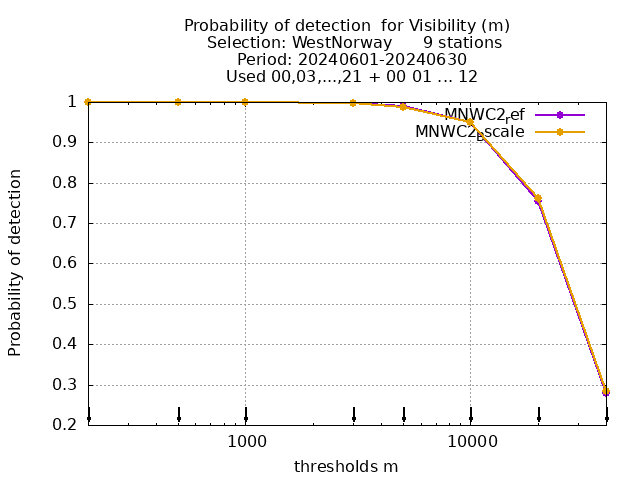 Probability of detection  for Visibility (m)
Selection: WestNorway      9 stations
Period: 20240601-20240630
Used 00,03,...,21 + 00 01 ... 12
MNWC2ref
MNWC2bscale
1
0.9
0.8
0.7
0.6
0.5
0.4
0.3
0.2
Probability of detection
1000
10000
thresholds m